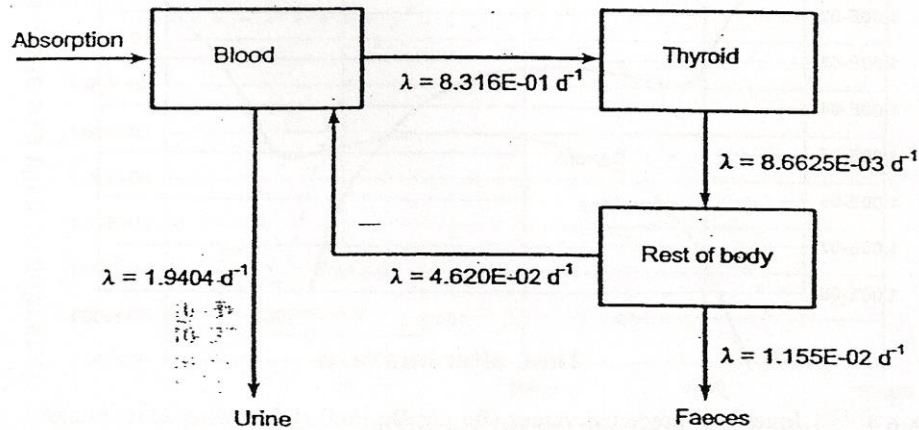 Absorption
Blood
Thyroid
λ = 8.316E-01 d⁻¹
λ = 8.6625E-03 d⁻¹
Rest of body
λ = 4.620E-02 d⁻¹
λ = 1.9404 d⁻¹
λ = 1.155E-02 d⁻¹
Urine
Faeces